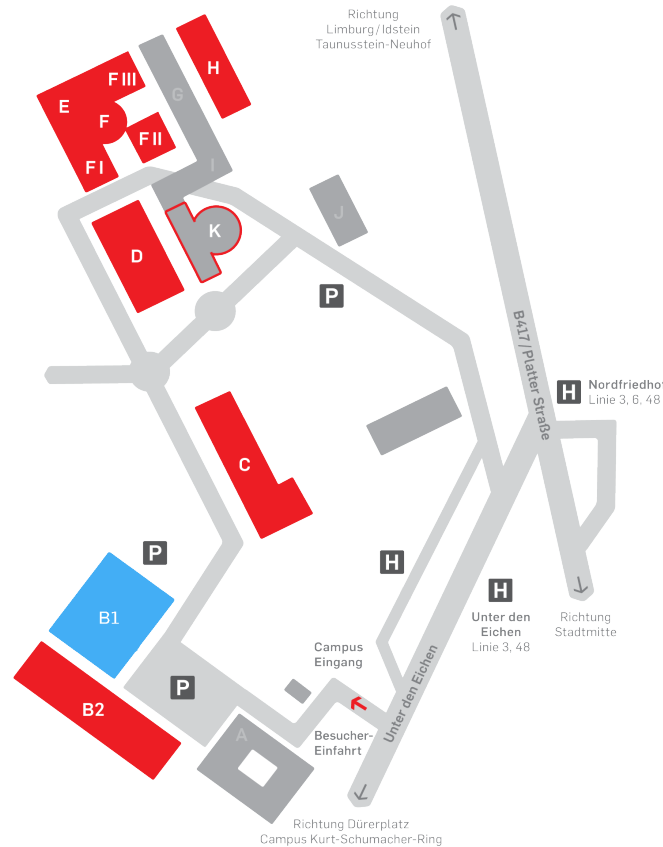 Richtung
Limburg/Idstein
Taunusstein-Neuhof
H
F III
G
E
F
F II
F I
I
J
K
D
P
B417/Platter Straße
H
Nordfriedhof
Linie 3, 6, 48
C
P
H
H
Unter den
Eichen
Linie 3, 48
B1
Richtung
Stadtmitte
Campus
Eingang
Unter den Eichen
P
B2
A
Besucher-
Einfahrt
Richtung Dürerplatz
Campus Kurt-Schumacher-Ring